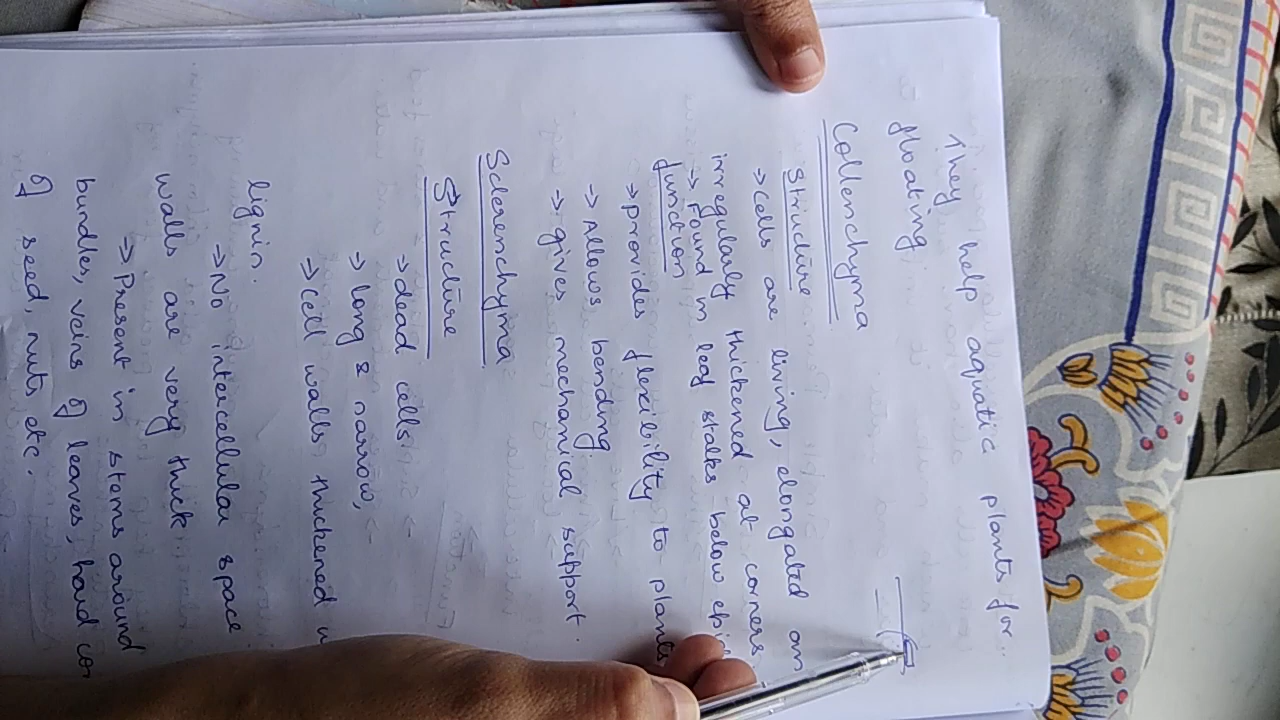 They help aquatic plants for
floating.
Collenchyma
Structure
→ Cells are living, elongated an
irregularly thickened at corners
→ Found in leaf stalks below epi
function
→ provides flexibility to plants
→ Allows bending
→ gives mechanical support.
Sclerenchyma
Structure
→ dead cells
→ long & narrow,
→ Cell walls thickened w
lignin.
→ No intercellular space
walls are very thick
→ Present in stems around
bundles, veins of leaves, hard co
of seed, nuts etc.